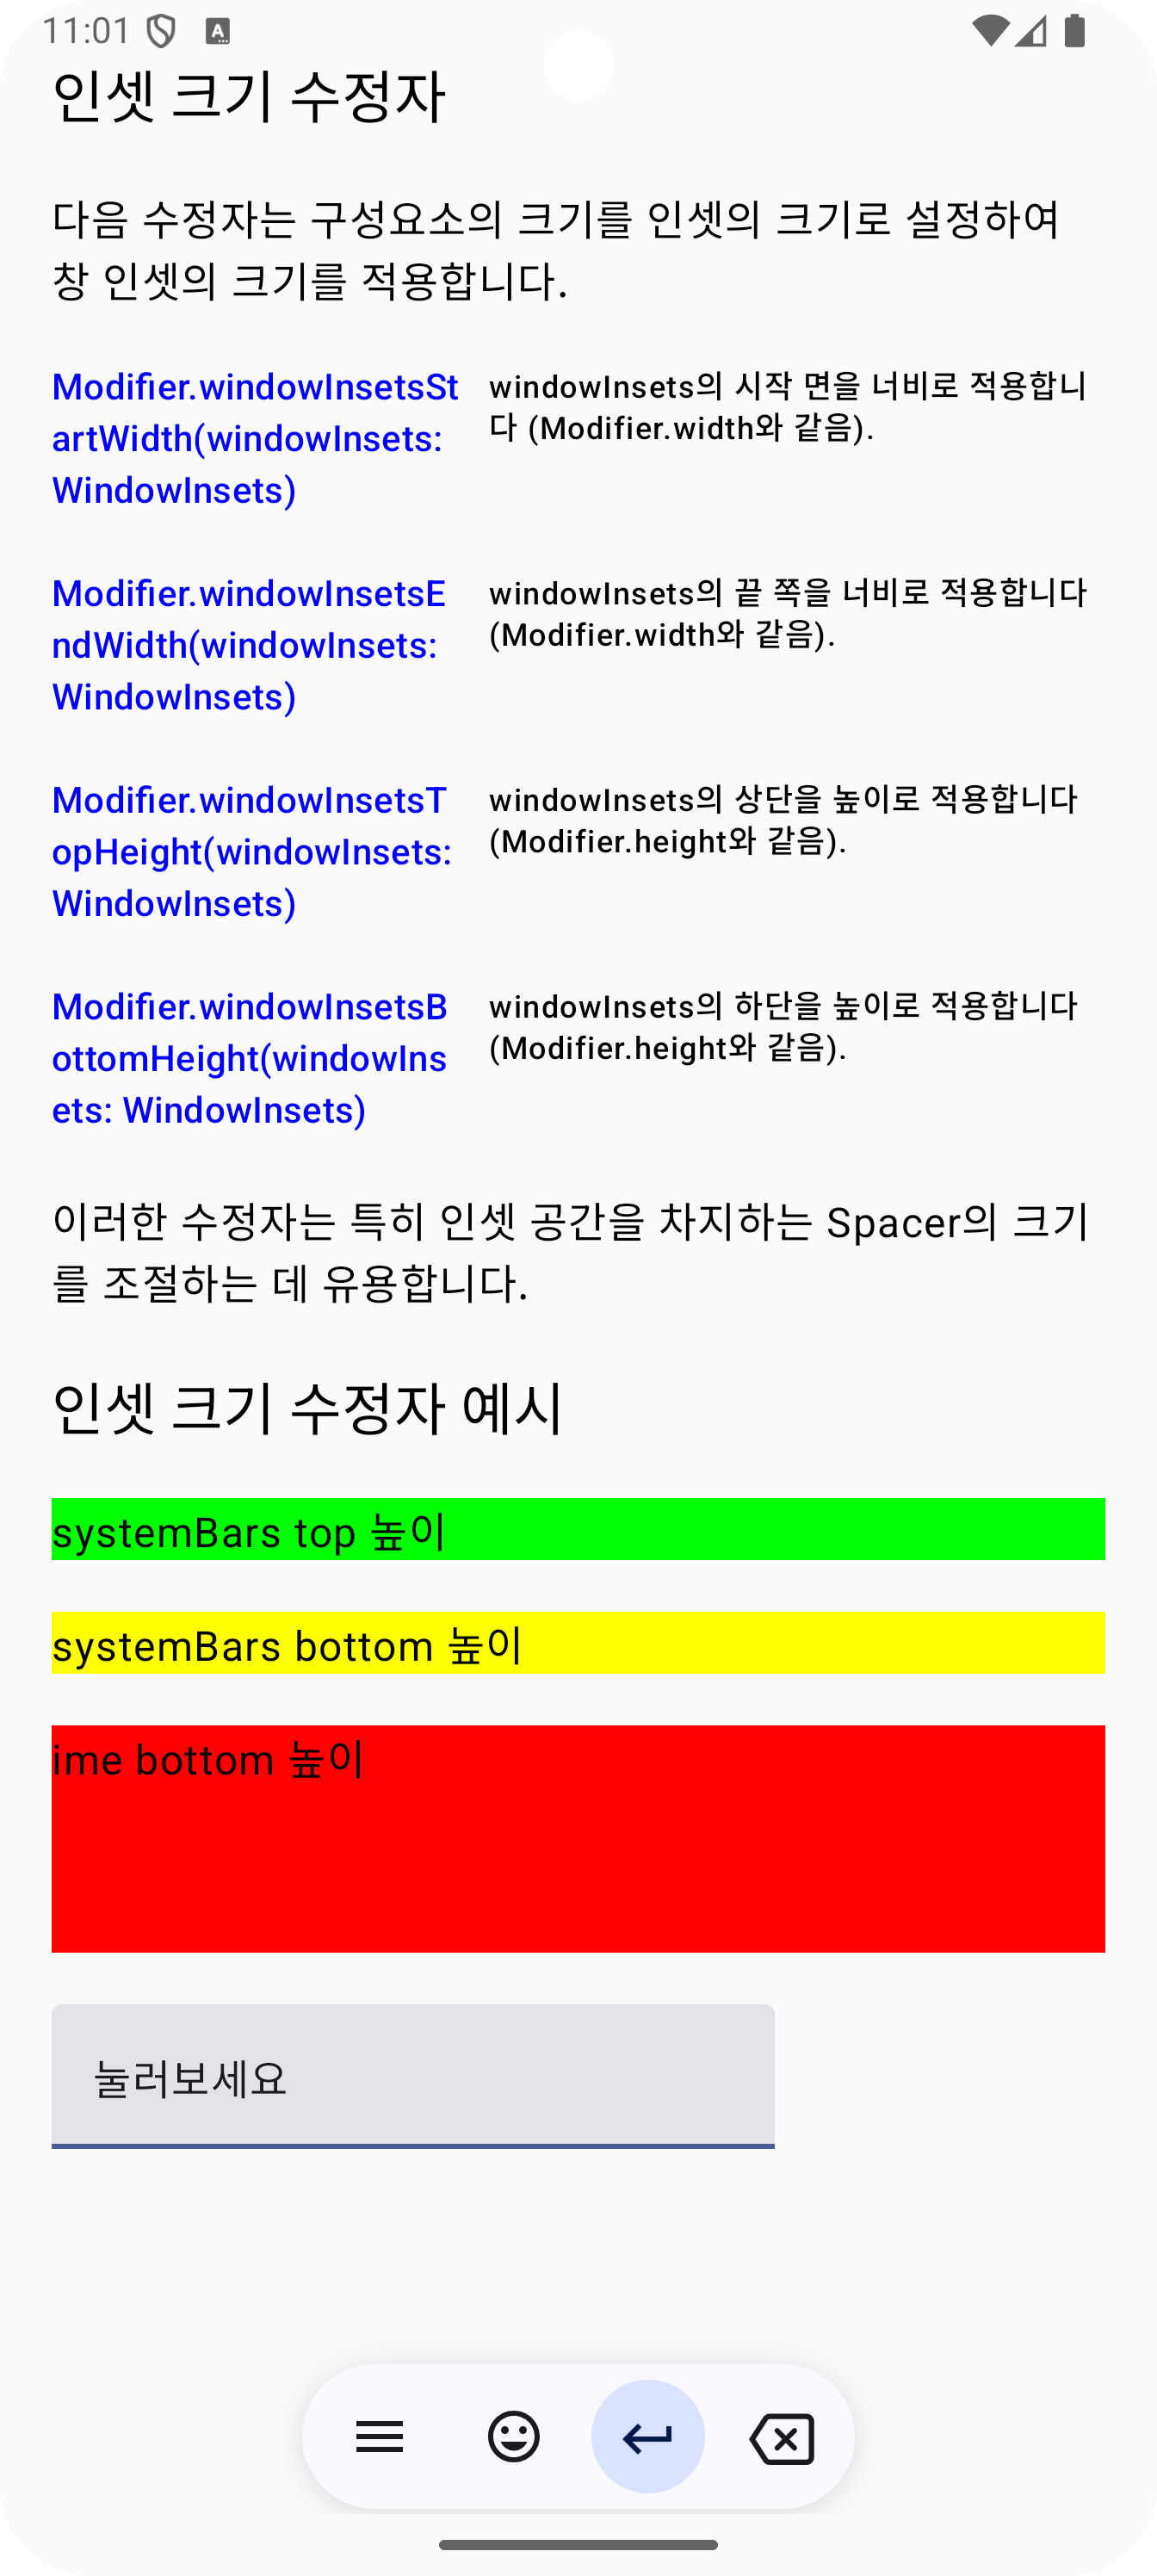 11:01
인셋 크기 수정자
다음 수정자는 구성요소의 크기를 인셋의 크기로 설정하여
창 인셋의 크기를 적용합니다.
Modifier.windowInsetsSt
artWidth(windowInsets:
WindowInsets)
windowInsets의 시작 면을 너비로 적용합니
다 (Modifier.width와 같음).
Modifier.windowInsetsE
ndWidth(windowInsets:
WindowInsets)
windowInsets의 끝 쪽을 너비로 적용합니다
(Modifier.width와 같음).
Modifier.windowInsetsT
opHeight(windowInsets:
WindowInsets)
windowInsets의 상단을 높이로 적용합니다
(Modifier.height와 같음).
Modifier.windowInsetsB
ottomHeight(windowIns
ets: WindowInsets)
windowInsets의 하단을 높이로 적용합니다
(Modifier.height와 같음).
이러한 수정자는 특히 인셋 공간을 차지하는 Spacer의 크기
를 조절하는 데 유용합니다.
인셋 크기 수정자 예시
systemBars top 높이
systemBars bottom 높이
ime bottom 높이
눌러보세요